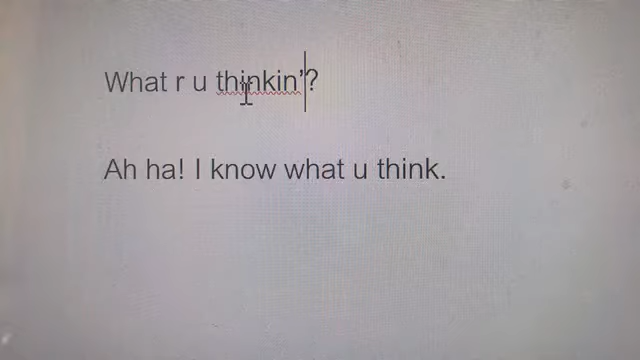 What r u thinkin’?
Ah ha! I know what u think.